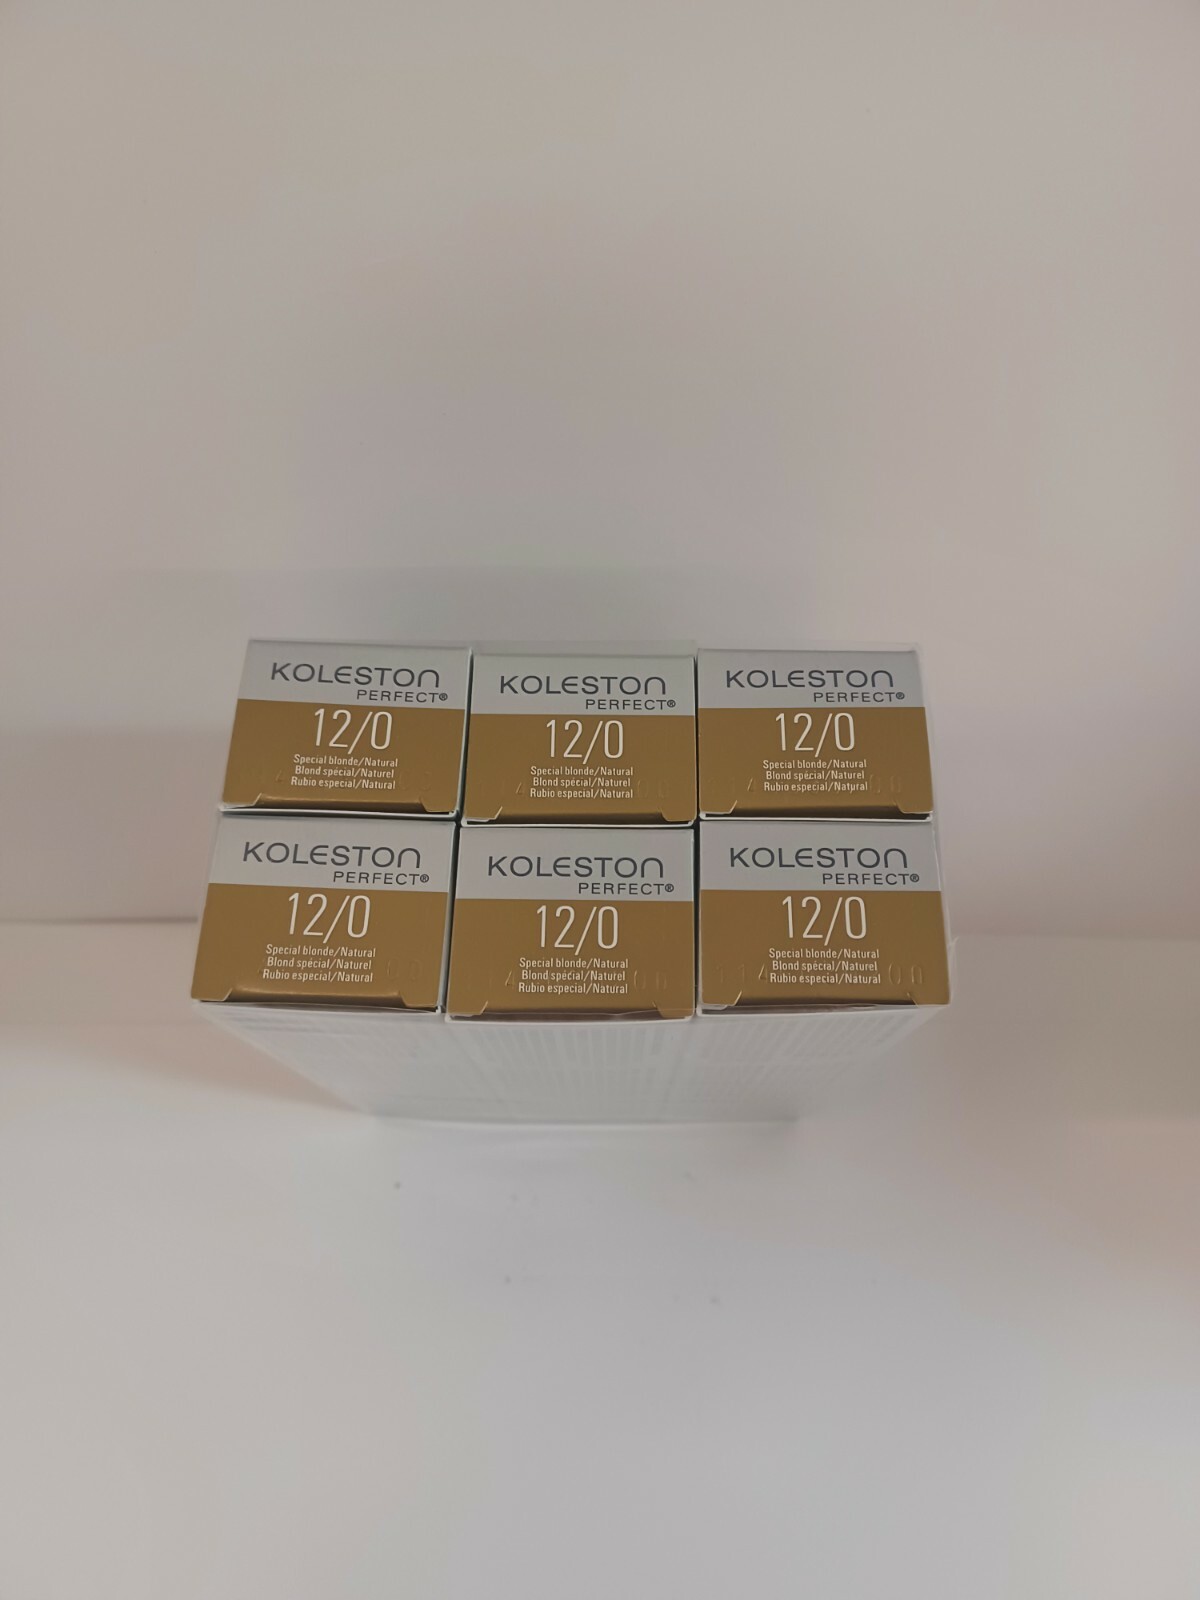 KOLESTON
PERFECT®
12/0
Special blonde/Natural
Blond spécial/Naturel
Rubio especial/Natural
KOLESTON
PERFECT®
12/0
Special blonde/Natural
Blond spécial/Naturel
Rubio especial/Natural
KOLESTON
PERFECT®
12/0
Special blonde/Natural
Blond spécial/Naturel
Rubio especial/Natural
KOLESTON
PERFECT®
12/0
Special blonde/Natural
Blond spécial/Naturel
Rubio especial/Natural
KOLESTON
PERFECT®
12/0
Special blonde/Natural
Blond spécial/Naturel
Rubio especial/Natural
KOLESTON
PERFECT®
12/0
Special blonde/Natural
Blond spécial/Naturel
Rubio especial/Natural